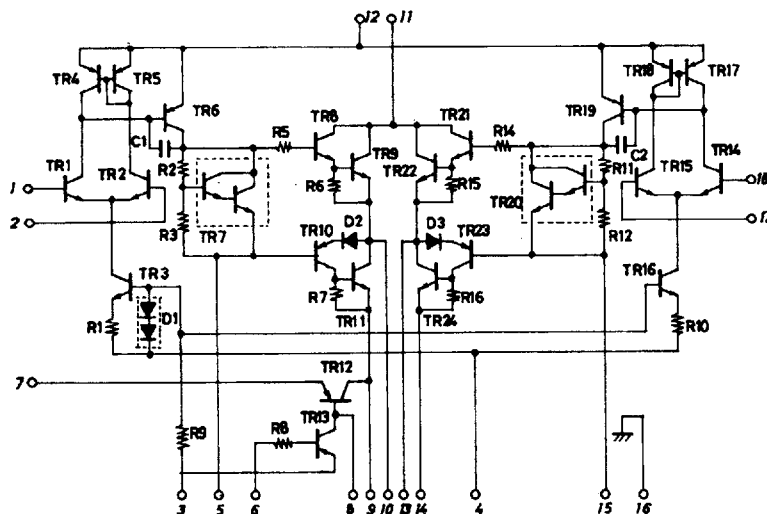 12 11
TR4 TR5 TR18 TR17
TR6 TR8 TR21 TR19
R5 R14
C1 TR9 C2
TR1 TR2 R2 R6 TR22 R15 R11 TR15 TR14
1 18
2 R3 TR7 TR10 D2 D3 TR23 TR20 R12
R7 R16 TR16
TR3 TR11 TR24
R1 D1 R10
7 TR12
TR13
R9 R8
3 5 6 8 9 10 13 14 4 15 16